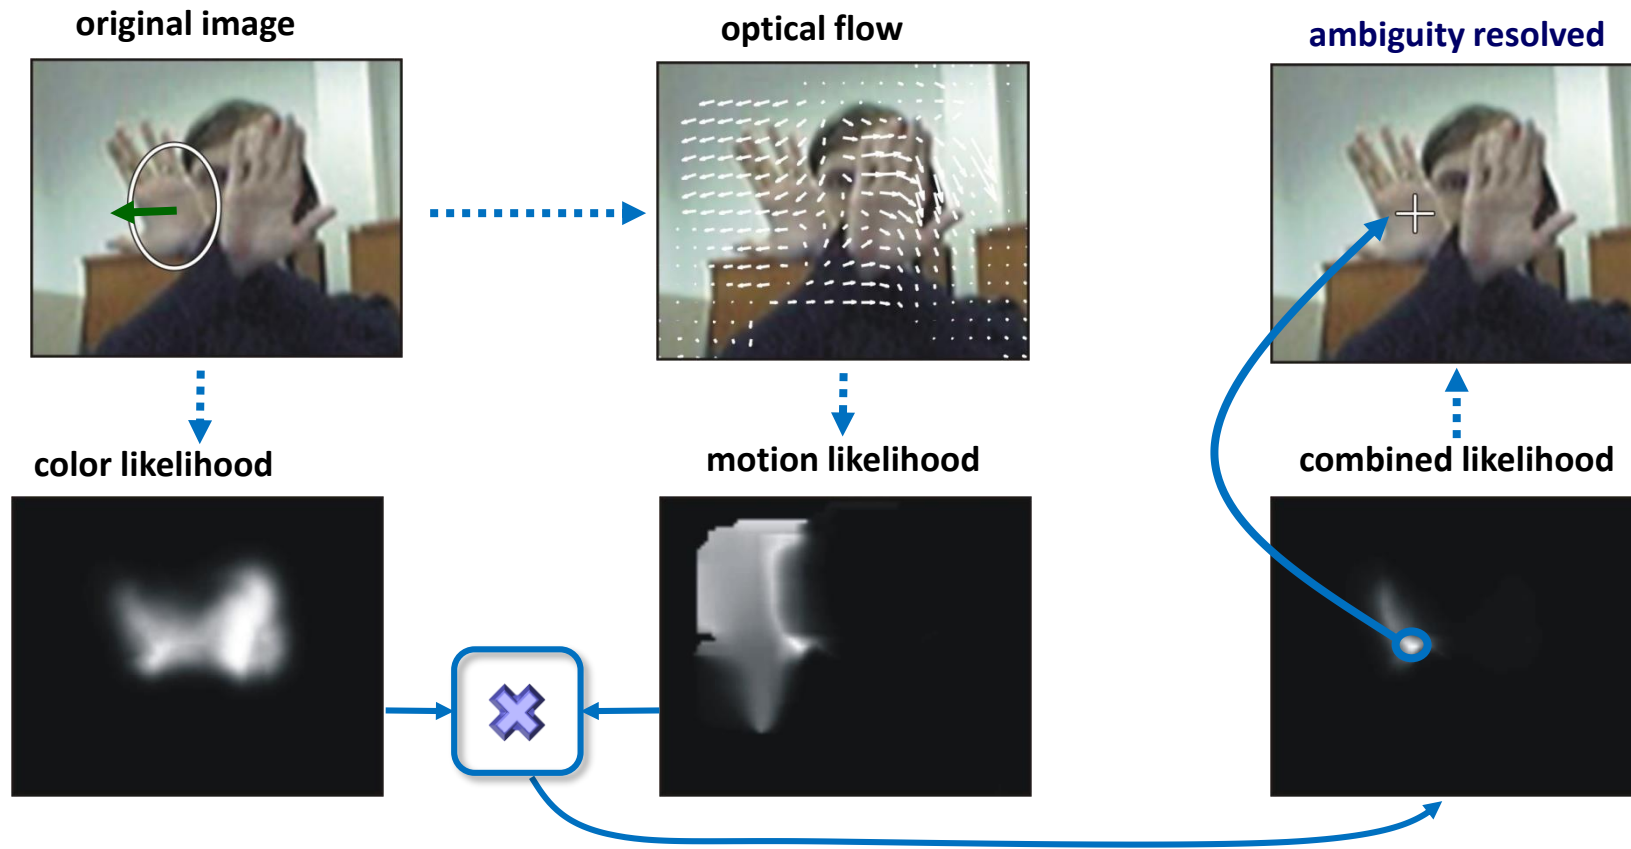 original image
optical flow
ambiguity resolved
color likelihood
motion likelihood
combined likelihood